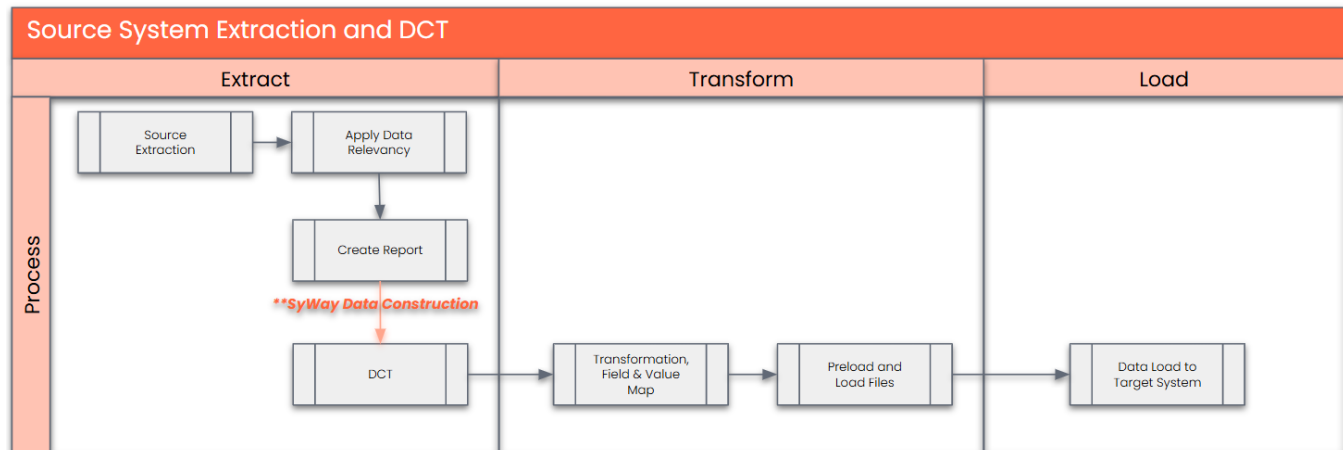 Source System Extraction and DCT
Extract
Transform
Load
Process
Source
Extraction
Apply Data
Relevancy
Create Report
**SyWay Data Construction
DCT
Transformation,
Field & Value
Map
Preload and
Load Files
Data Load to
Target System